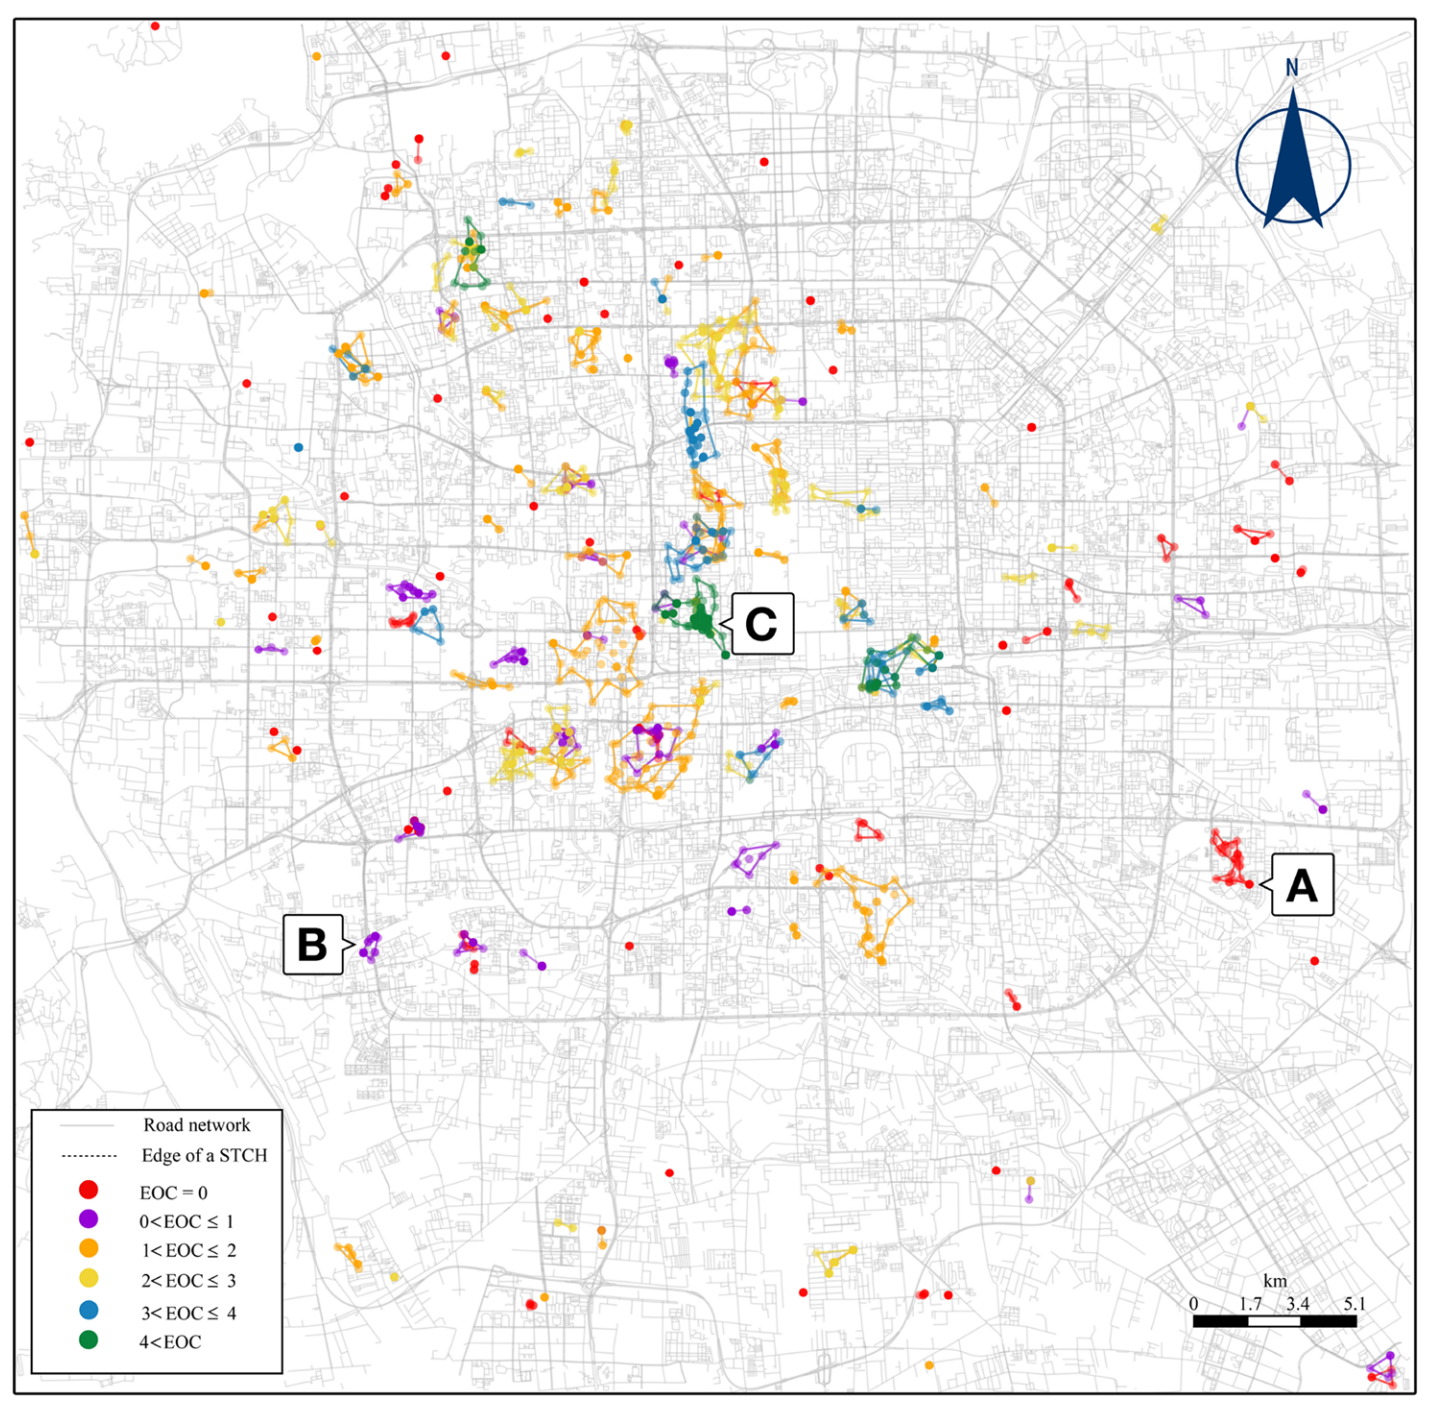 N
C
A
B
Road network
Edge of a STCH
EOC = 0
0<EOC ≤ 1
1<EOC ≤ 2
2<EOC ≤ 3
3<EOC ≤ 4
4<EOC
km
0 1.7 3.4 5.1